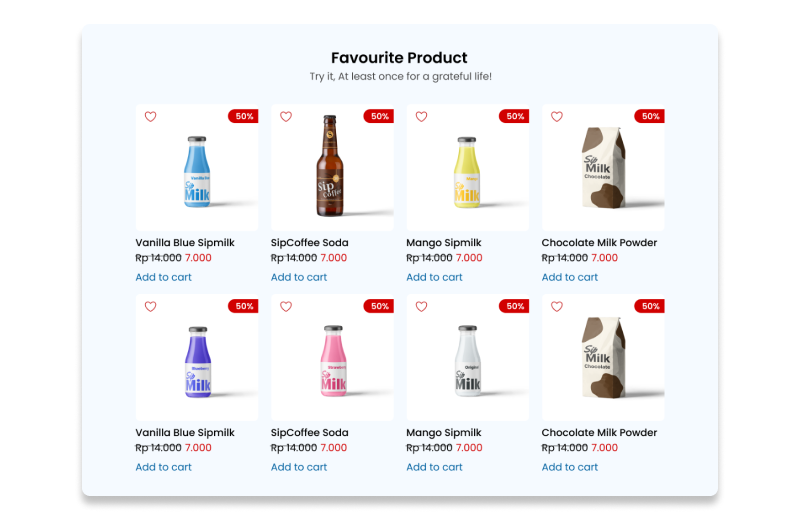 Favourite Product
Try it, At least once for a grateful life!
50%
50%
50%
50%
Sip
Milk
Sip
Coffee
Sip
Milk
Sip
Milk
Chocolate
Vanilla Blue Sipmilk
SipCoffee Soda
Mango Sipmilk
Chocolate Milk Powder
Rp 14.000 7.000
Rp 14.000 7.000
Rp 14.000 7.000
Rp 14.000 7.000
Add to cart
Add to cart
Add to cart
Add to cart
50%
50%
50%
50%
Sip
Milk
Sip
Milk
Sip
Milk
Sip
Milk
Chocolate
Vanilla Blue Sipmilk
SipCoffee Soda
Mango Sipmilk
Chocolate Milk Powder
Rp 14.000 7.000
Rp 14.000 7.000
Rp 14.000 7.000
Rp 14.000 7.000
Add to cart
Add to cart
Add to cart
Add to cart